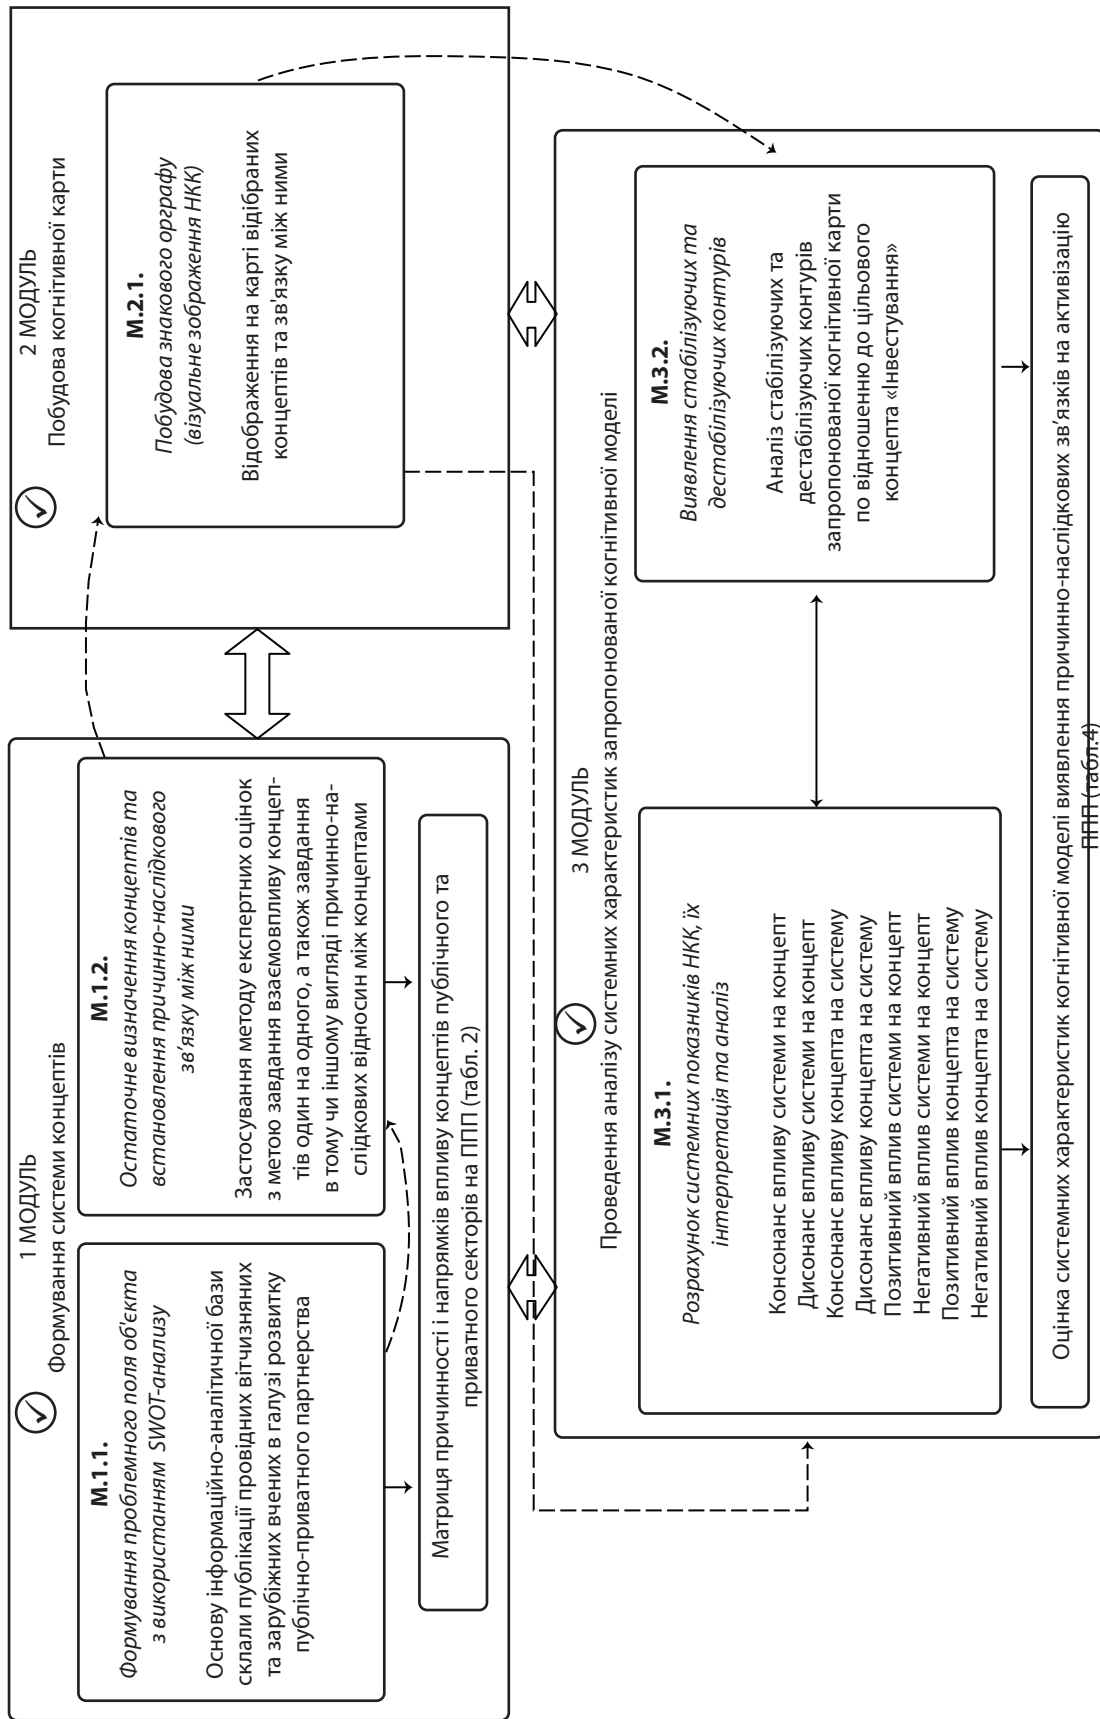 1 МОДУЛЬ
Формування системи концептів
М.1.1.
Формування проблемного поля об'єкта
з використанням SWOT-анализу
Основу інформаційно-аналітичної бази
склали публікації провідних вітчизняних
та зарубіжних вчених в галузі розвитку
публічно-приватного партнерства
М.1.2.
Остаточне визначення концептів та
встановлення причинно-наслідкового
зв'язку між ними
Застосування методу експертних оцінок
з метою завдання взаємовпливу концеп-
тів один на одного, а також завдання
в тому чи іншому вигляді причинно-на-
слідкових відносин між концептами
Матриця причинності і напрямків впливу концептів публічного та
приватного секторів на ППП (табл. 2)
2 МОДУЛЬ
Побудова когнітивної карти
М.2.1.
Побудова знакового орграфу
(візуальне зображення НКК)
Відображення на карті відібраних
концептів та зв'язку між ними
3 МОДУЛЬ
Проведення аналізу системних характеристик запропонованої когнітивної моделі
М.3.1.
Розрахунок системних показників НКК, їх
інтерпретація та аналіз
Консонанс впливу системи на концепт
Дисонанс впливу системи на концепт
Консонанс впливу концепта на систему
Дисонанс впливу концепта на систему
Позитивний вплив системи на концепт
Негативний вплив системи на концепт
Позитивний вплив концепта на систему
Негативний вплив концепта на систему
М.3.2.
Виявлення стабілізуючих та
дестабілізуючих контурів
Аналіз стабілізуючих та
дестабілізуючих контурів
запропонованої когнітивної карти
по відношенню до цільового
концепта «Інвестування»
Оцінка системних характеристик когнітивної моделі виявлення причинно-наслідкових зв'язків на активізацію
ППП (табл.4)